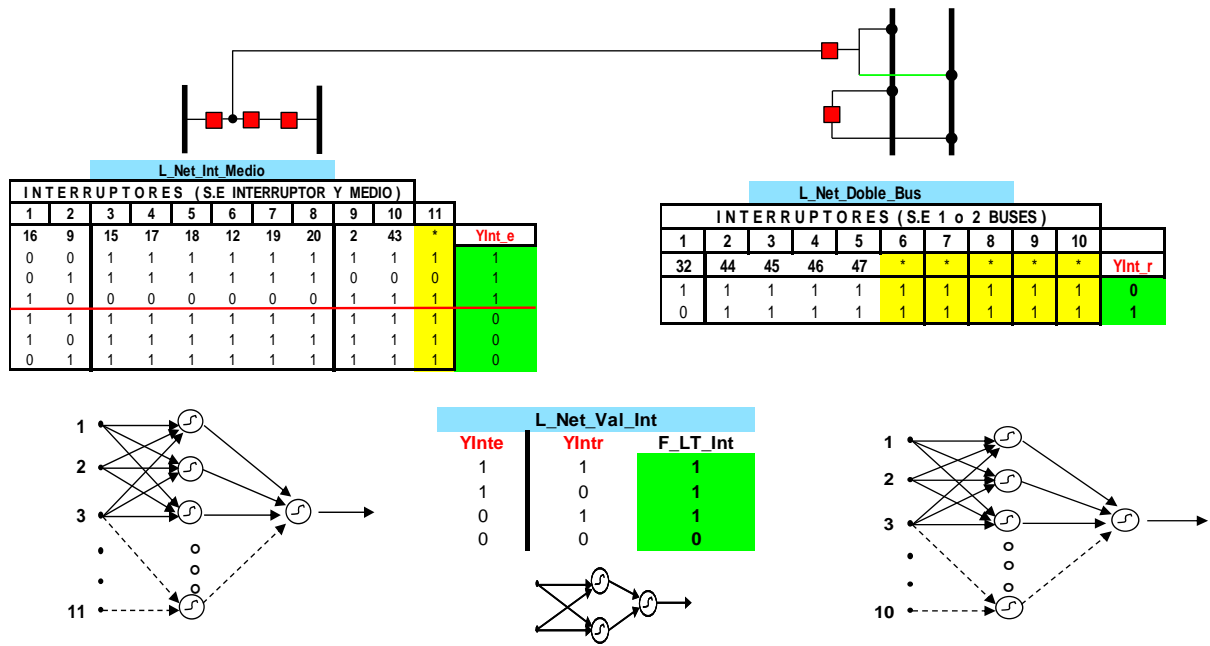 L_Net_Int_Medio
INTERRUPTORES (S.E INTERRUPTOR Y MEDIO)
1 2 3 4 5 6 7 8 9 10 11
16 9 15 17 18 12 19 20 2 43 * YInt_e
0 0 1 1 1 1 1 1 1 1 1 1
0 1 1 1 1 1 1 1 0 0 0 1
1 0 0 0 0 0 0 0 1 1 1 1
1 1 1 1 1 1 1 1 1 1 1 0
1 0 1 1 1 1 1 1 1 1 1 0
0 1 1 1 1 1 1 1 1 1 1 0
L_Net_Doble_Bus
INTERRUPTORES (S.E 1 o 2 BUSES)
1 2 3 4 5 6 7 8 9 10
32 44 45 46 47 * * * * * YInt_r
1 1 1 1 1 1 1 1 1 1 0
0 1 1 1 1 1 1 1 1 1 1
1
2
3
11
L_Net_Val_Int
YInte YIntr F_LT_Int
1 1 1
1 0 1
0 1 1
0 0 0
1
2
3
10